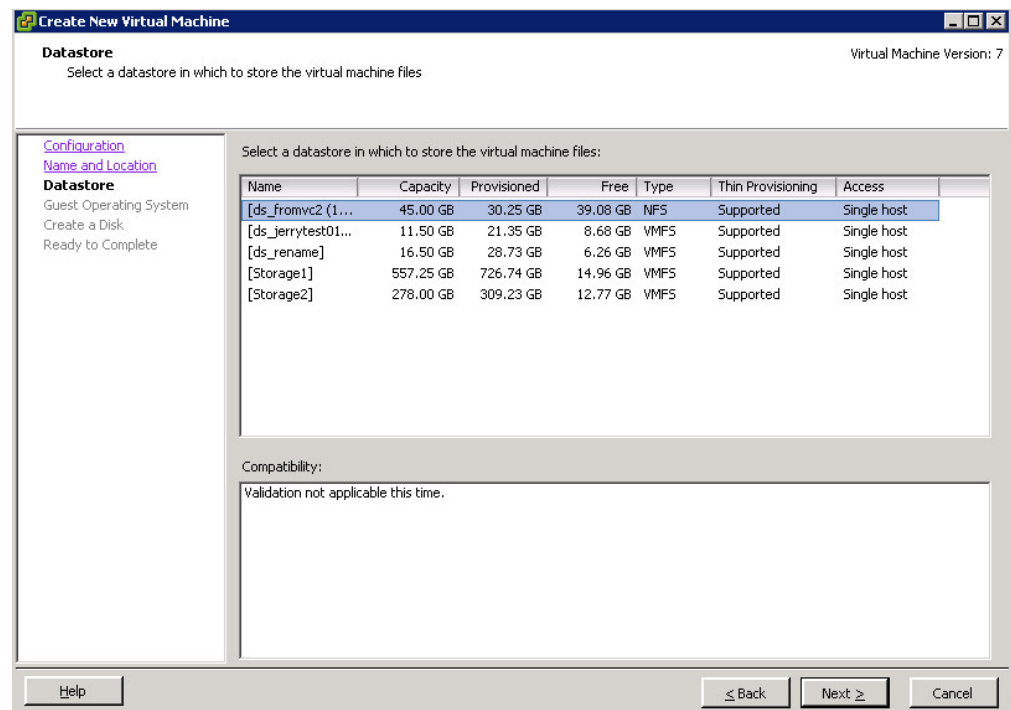 Create New Virtual Machine
Datastore
Virtual Machine Version: 7
Select a datastore in which to store the virtual machine files
Configuration
Name and Location
Datastore
Guest Operating System
Create a Disk
Ready to Complete
Select a datastore in which to store the virtual machine files:
Name Capacity Provisioned Free Type Thin Provisioning Access
[ds_fromvc2 (1... 45.00 GB 30.25 GB 39.08 GB NFS Supported Single host
[ds_jerrytest01... 11.50 GB 21.35 GB 8.68 GB VMFS Supported Single host
[ds_rename] 16.50 GB 28.73 GB 6.26 GB VMFS Supported Single host
[Storage1] 557.25 GB 726.74 GB 14.96 GB VMFS Supported Single host
[Storage2] 278.00 GB 309.23 GB 12.77 GB VMFS Supported Single host
Compatibility:
Validation not applicable this time.
Help ≤ Back Next ≥ Cancel